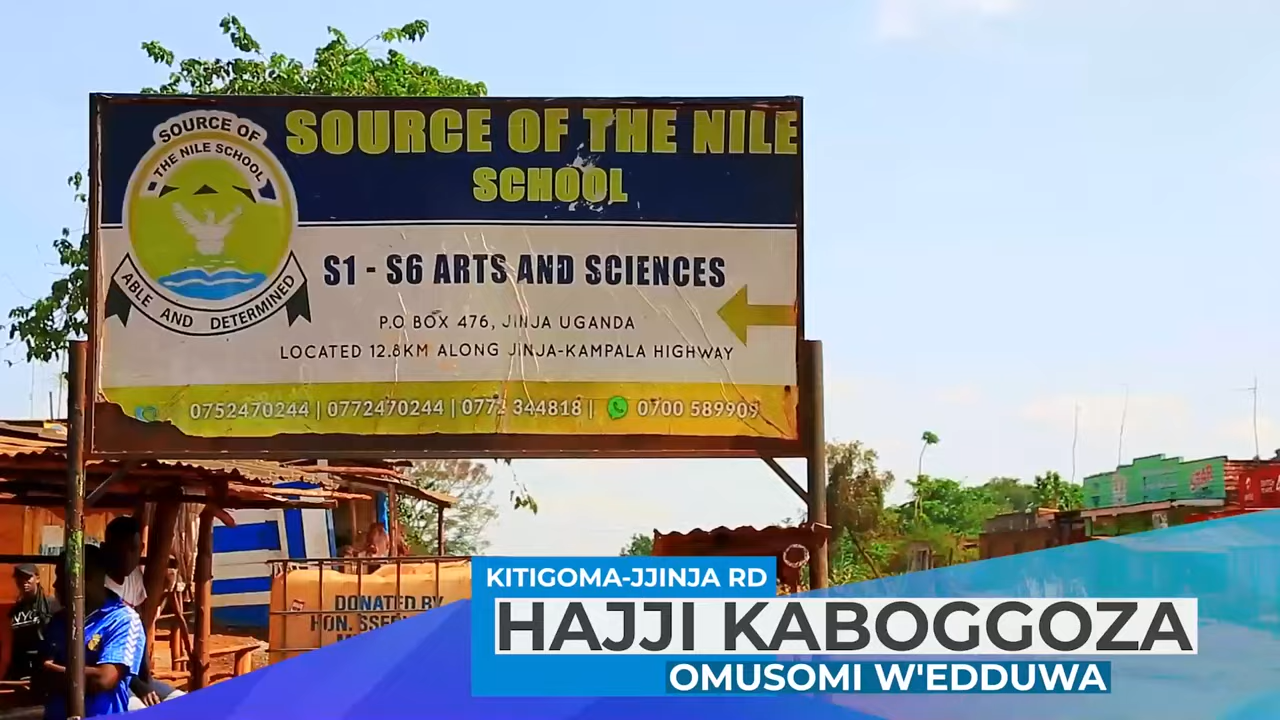 SOURCE OF
THE NILE SCHOOL
ABLE AND DETERMINED
SOURCE OF THE NILE
SCHOOL
S1 - S6 ARTS AND SCIENCES
P.O BOX 476, JINJA UGANDA
LOCATED 12.8KM ALONG JINJA-KAMPALA HIGHWAY
0752470244 | 0772470244 | 0772 344818 | 0700 589909
DONATED BY
HON.
KITIGOMA-JJINJA RD
HAJJI KABOGGOZA
OMUSOMI W'EDDUWA